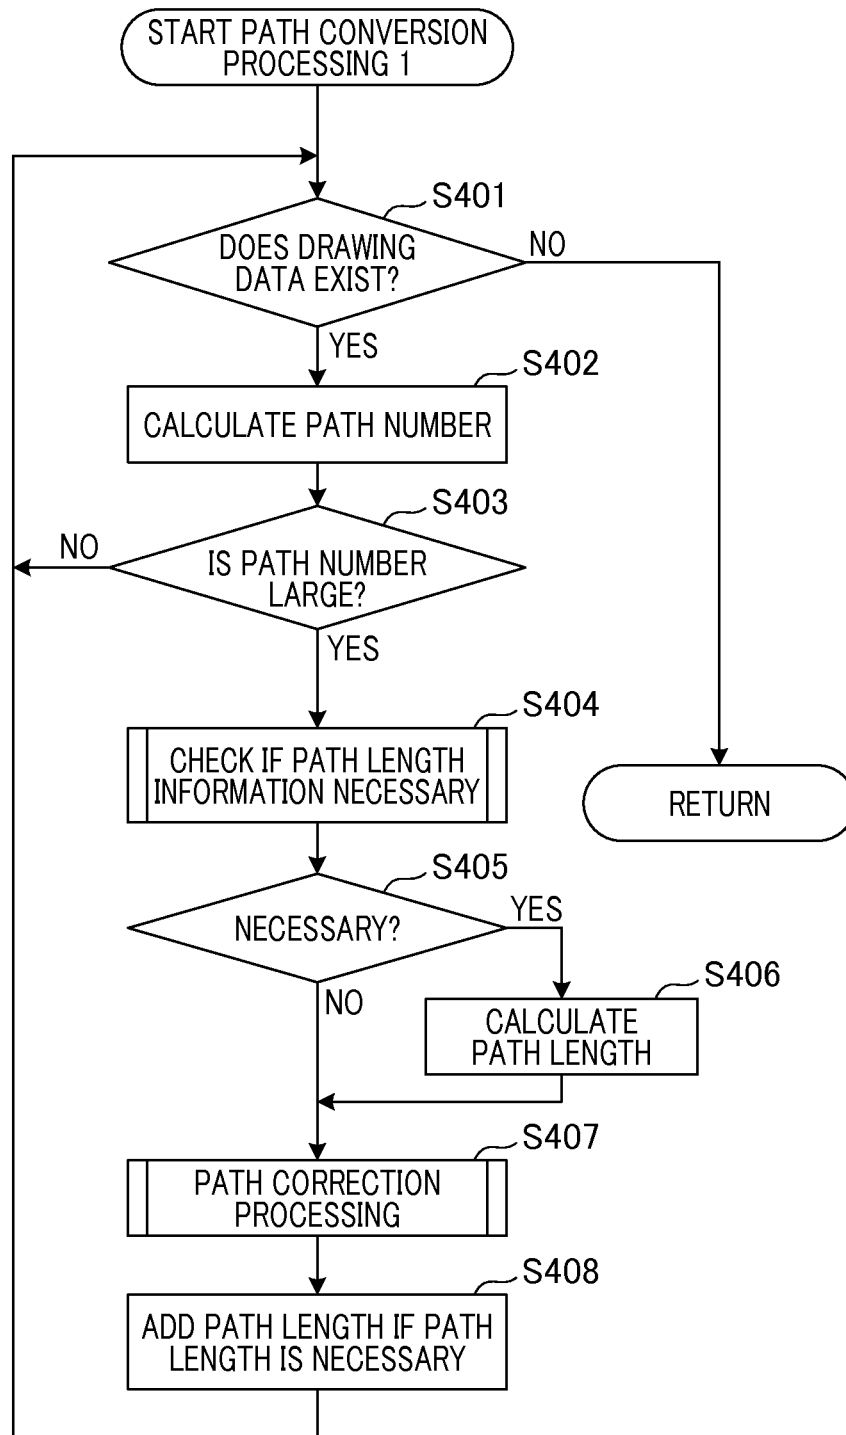 START PATH CONVERSION
PROCESSING 1
S401
DOES DRAWING
DATA EXIST?
NO
YES
S402
CALCULATE PATH NUMBER
S403
NO
IS PATH NUMBER
LARGE?
YES
S404
CHECK IF PATH LENGTH
INFORMATION NECESSARY
RETURN
S405
NECESSARY?
YES
NO
S406
CALCULATE
PATH LENGTH
S407
PATH CORRECTION
PROCESSING
S408
ADD PATH LENGTH IF PATH
LENGTH IS NECESSARY